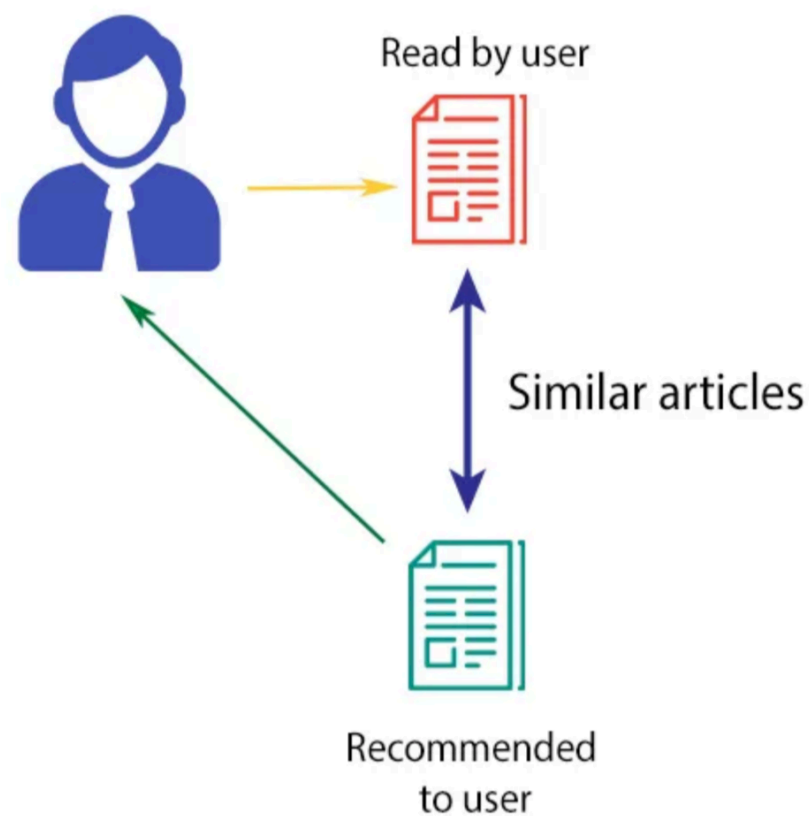 Read by user
Similar articles
Recommended
to user